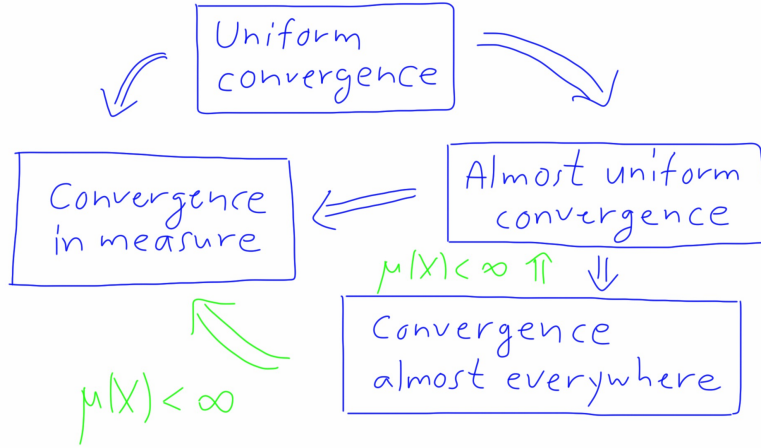 Uniform
convergence
Convergence
in measure
Almost uniform
convergence
μ(X) < ∞
Convergence
almost everywhere
μ(X) < ∞